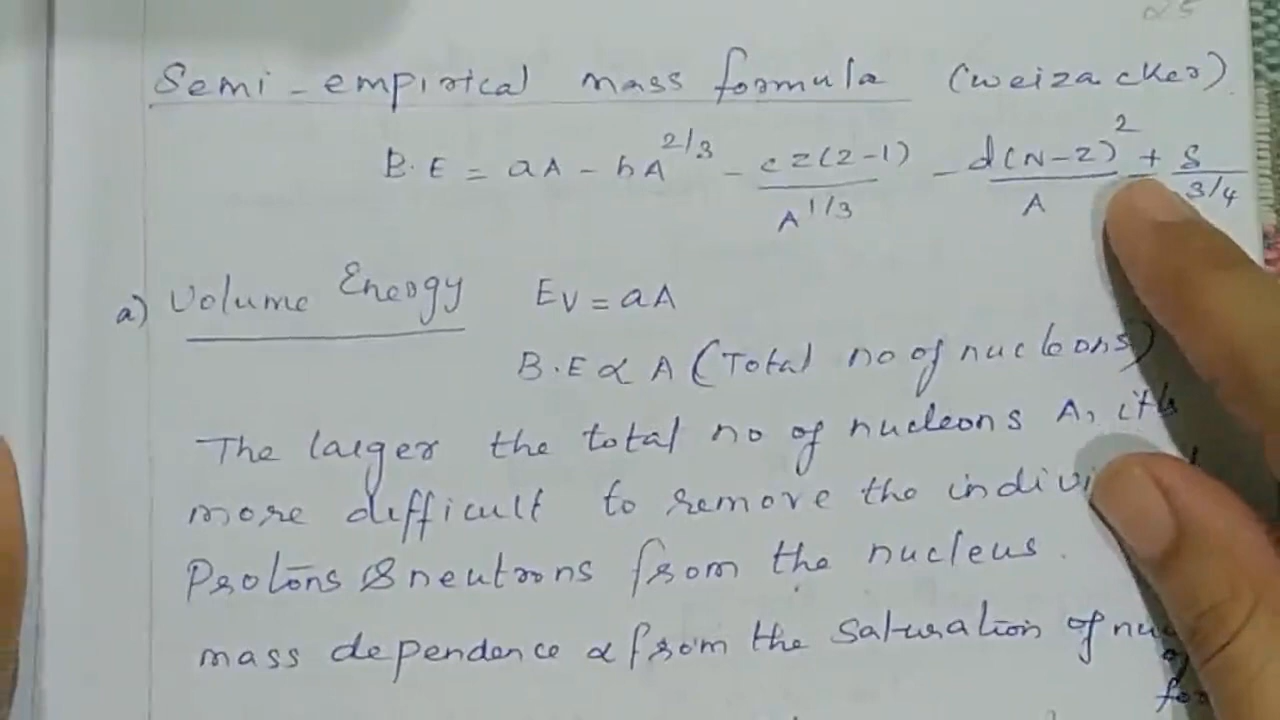 25
Semi-empirical mass formula (weizacker)
B.E = aA - bA^2/3 - cz(z-1)/A^1/3 - d(N-z)^2/A ± δ/3/4
a) Volume Energy Ev = aA
B.E ∝ A (Total no of nucleons)
The larger the total no of nucleons A, its
more difficult to remove the
Protons & neutrons from the nucleus.
mass dependence ∝ from the saturation of